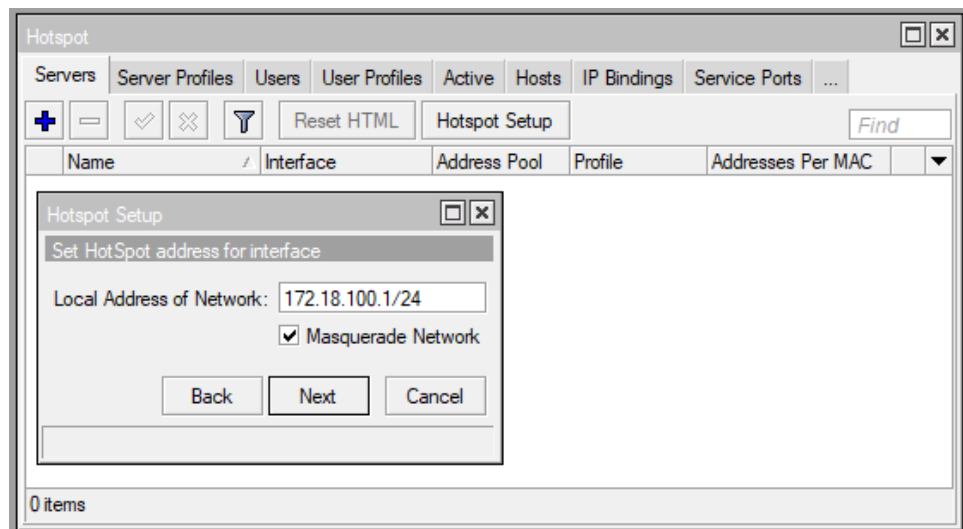 Hotspot
Servers Server Profiles Users User Profiles Active Hosts IP Bindings Service Ports ...
Reset HTML Hotspot Setup Find
Name Interface Address Pool Profile Addresses Per MAC
Hotspot Setup
Set HotSpot address for interface
Local Address of Network: 172.18.100.1/24
Masquerade Network
Back Next Cancel
0 items